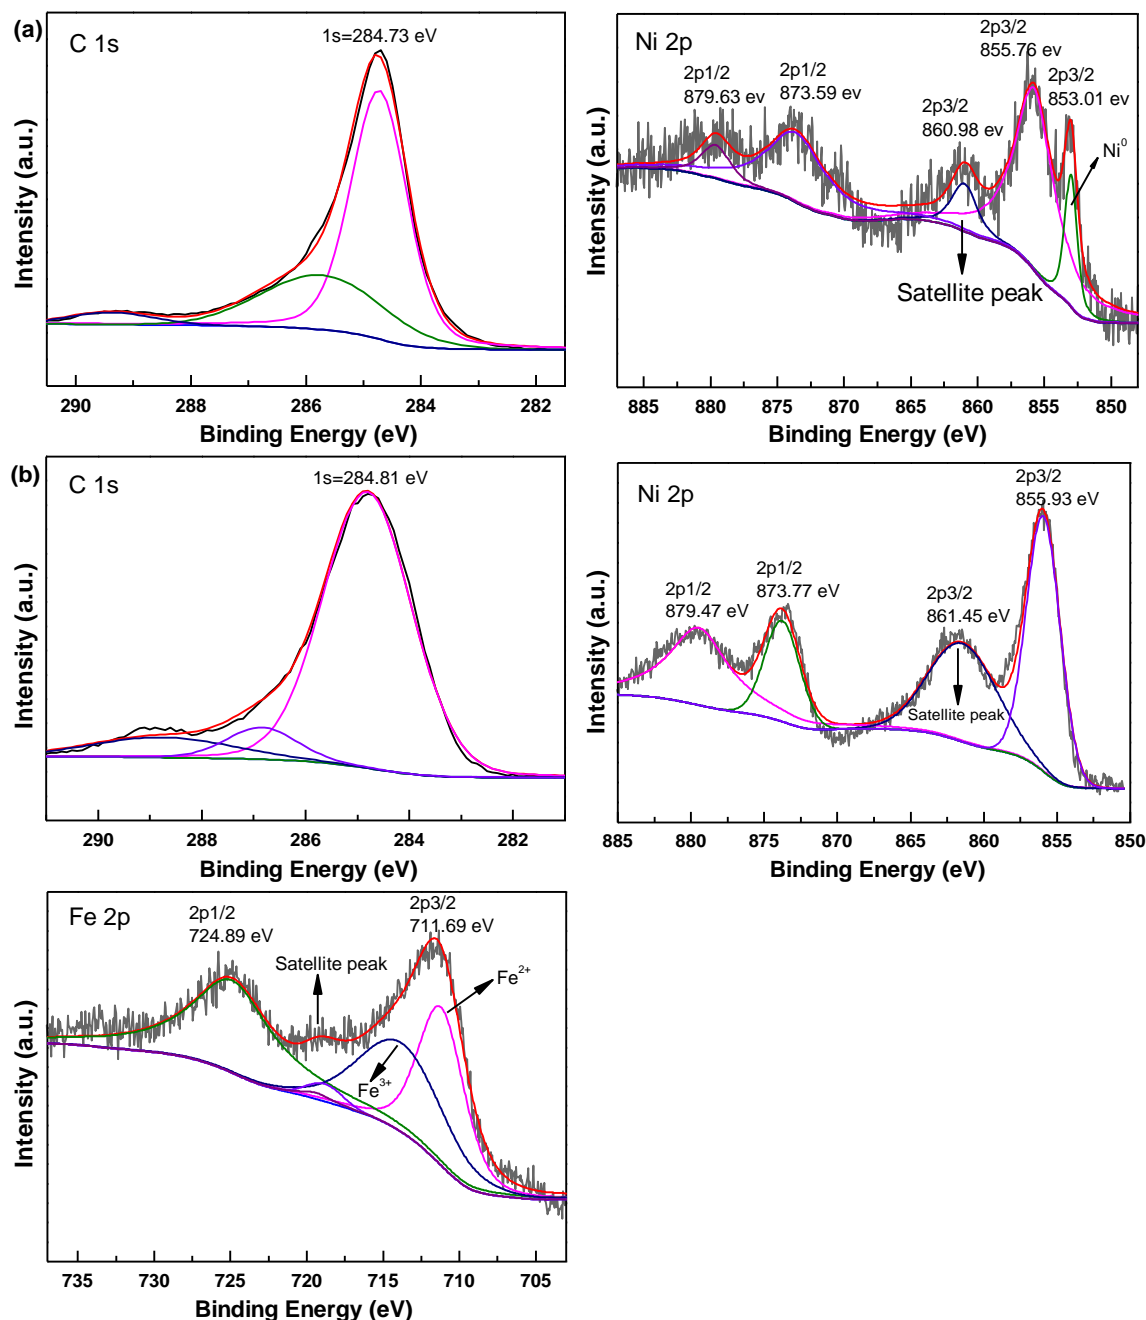 (a)
C 1s
1s=284.73 eV
Intensity (a.u.)
290 288 286 284 282
Binding Energy (eV)
Ni 2p
2p1/2
879.63 ev
2p1/2
873.59 ev
2p3/2
860.98 ev
2p3/2
855.76 ev
2p3/2
853.01 ev
Ni0
Satellite peak
Intensity (a.u.)
885 880 875 870 865 860 855 850
Binding Energy (eV)
(b)
C 1s
1s=284.81 eV
Intensity (a.u.)
290 288 286 284 282
Binding Energy (eV)
Ni 2p
2p1/2
879.47 eV
2p1/2
873.77 eV
2p3/2
861.45 eV
2p3/2
855.93 eV
Satellite peak
Intensity (a.u.)
885 880 875 870 865 860 855 850
Binding Energy (eV)
Fe 2p
2p1/2
724.89 eV
Satellite peak
2p3/2
711.69 eV
Fe2+
Fe3+
Intensity (a.u.)
735 730 725 720 715 710 705
Binding Energy (eV)